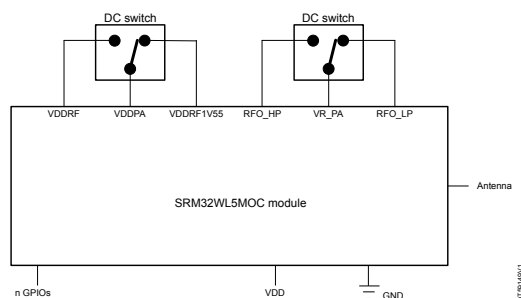 DC switch DC switch
VDDRF VDDPA VDDRF1V55 RFO_HP VR_PA RFO_LP
Antenna
SRM32WL5MOC module
n GPIOs VDD GND